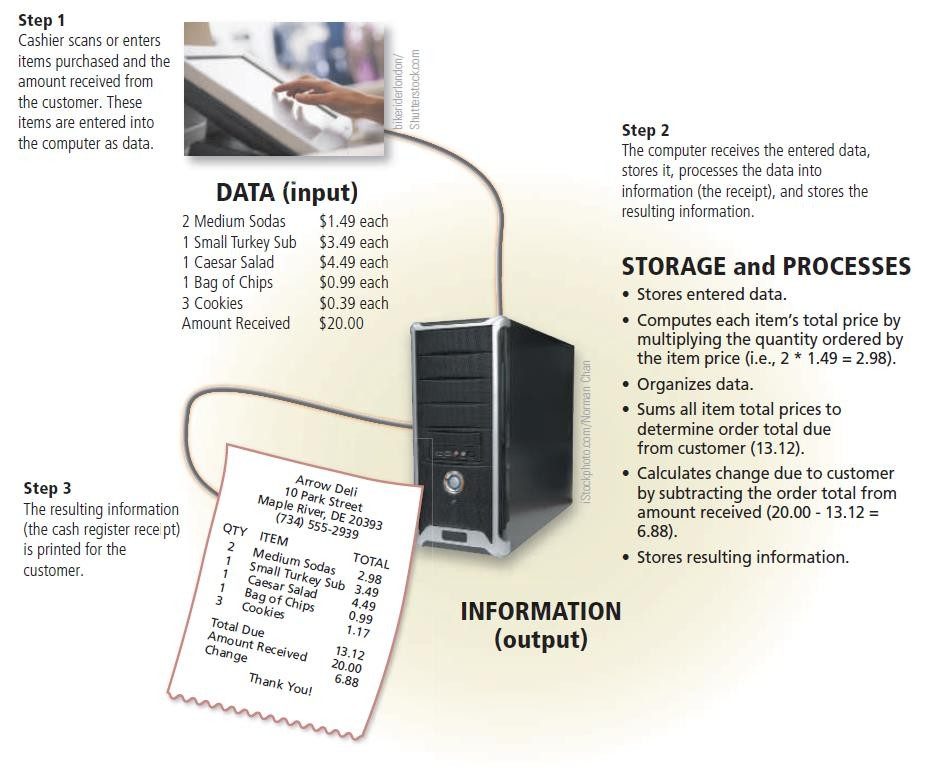 Step 1
Cashier scans or enters
items purchased and the
amount received from
the customer. These
items are entered into
the computer as data.
bikeriderlondon/
Shutterstock.com
DATA (input)
2 Medium Sodas $1.49 each
1 Small Turkey Sub $3.49 each
1 Caesar Salad $4.49 each
1 Bag of Chips $0.99 each
3 Cookies $0.39 each
Amount Received $20.00
Step 2
The computer receives the entered data,
stores it, processes the data into
information (the receipt), and stores the
resulting information.
STORAGE and PROCESSES
• Stores entered data.
• Computes each item's total price by
multiplying the quantity ordered by
the item price (i.e., 2 * 1.49 = 2.98).
• Organizes data.
• Sums all item total prices to
determine order total due
from customer (13.12).
• Calculates change due to customer
by subtracting the order total from
amount received (20.00 - 13.12 =
6.88).
• Stores resulting information.
iStockphoto.com/Norman Chan
Step 3
The resulting information
(the cash register receipt)
is printed for the
customer.
Arrow Deli
10 Park Street
Maple River, DE 20393
(734) 555-2939
QTY ITEM TOTAL
2 Medium Sodas 2.98
1 Small Turkey Sub 3.49
1 Caesar Salad 4.49
1 Bag of Chips 0.99
3 Cookies 1.17
Total Due 13.12
Amount Received 20.00
Change 6.88
Thank You!
INFORMATION
(output)